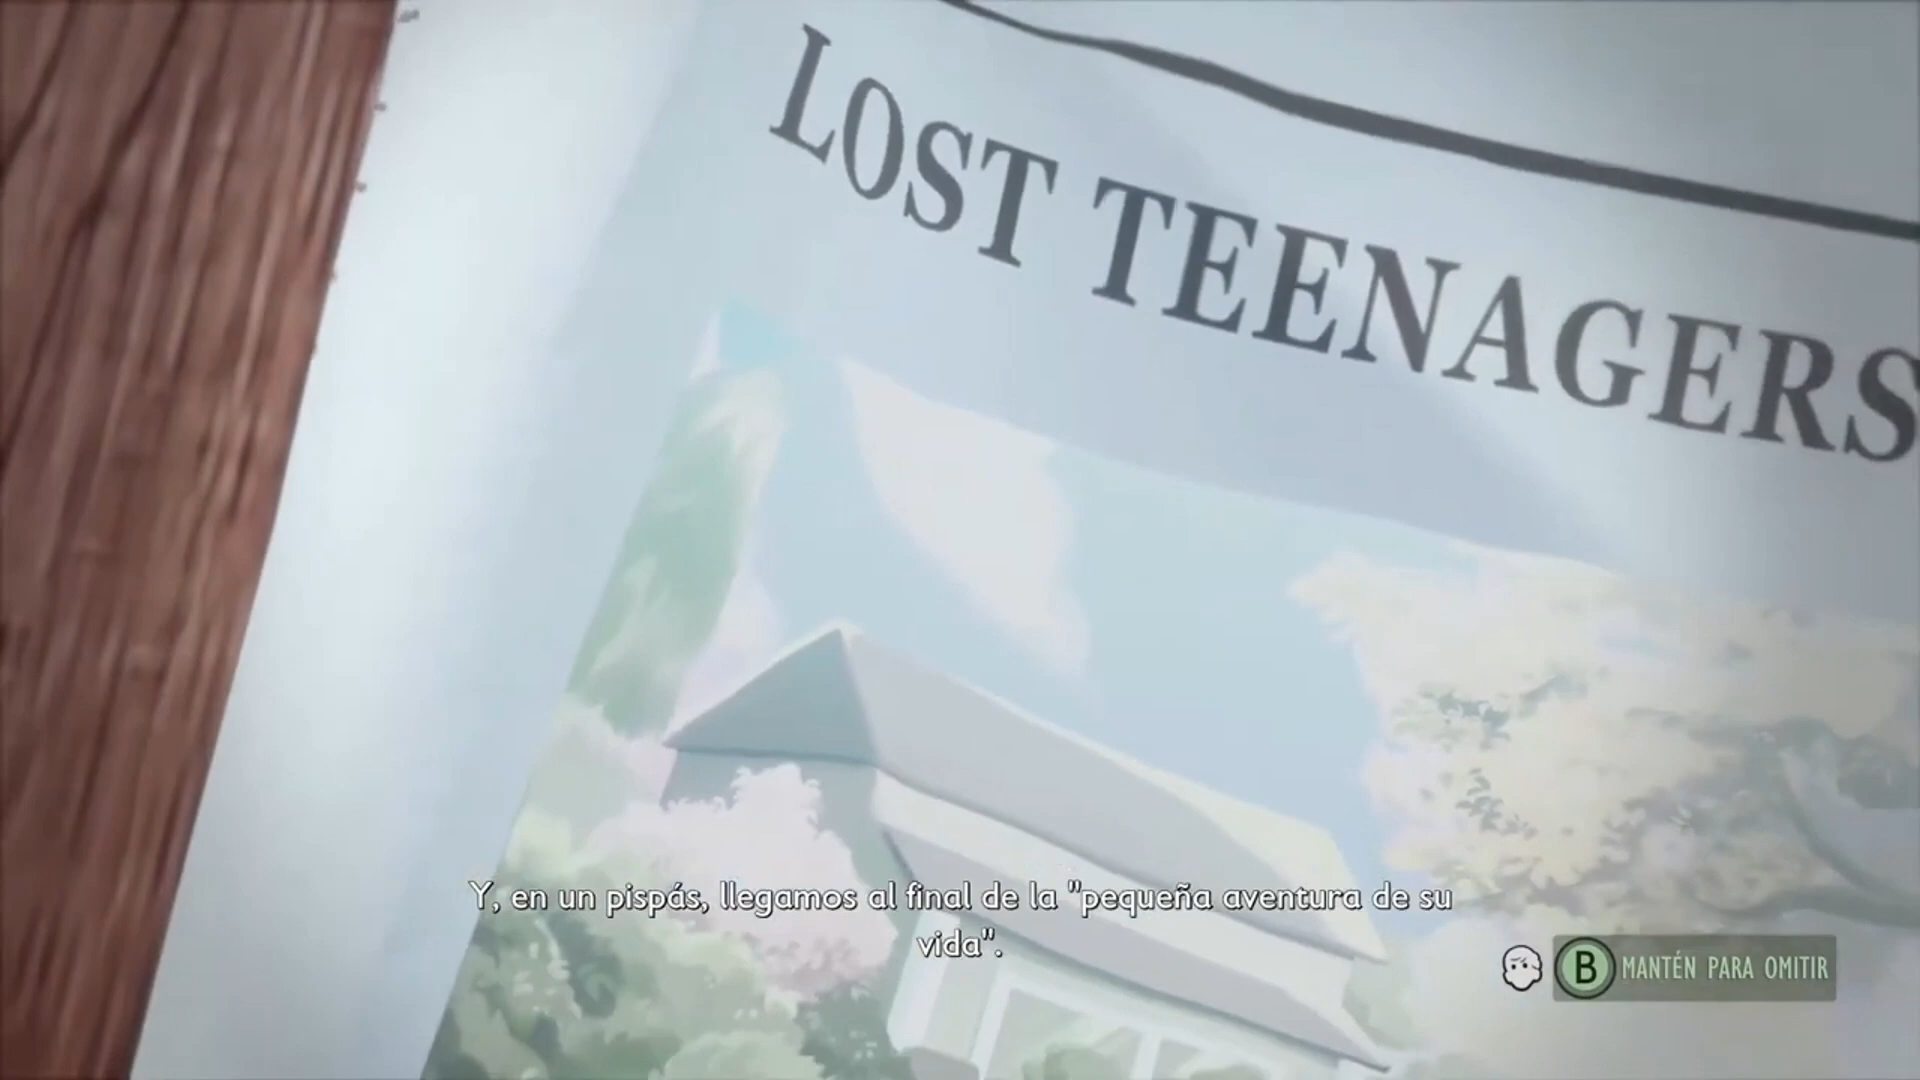 LOST TEENAGERS
Y, en un pispás, llegamos al final de la "pequeña aventura de su
vida".
B MANTÉN PARA OMITIR